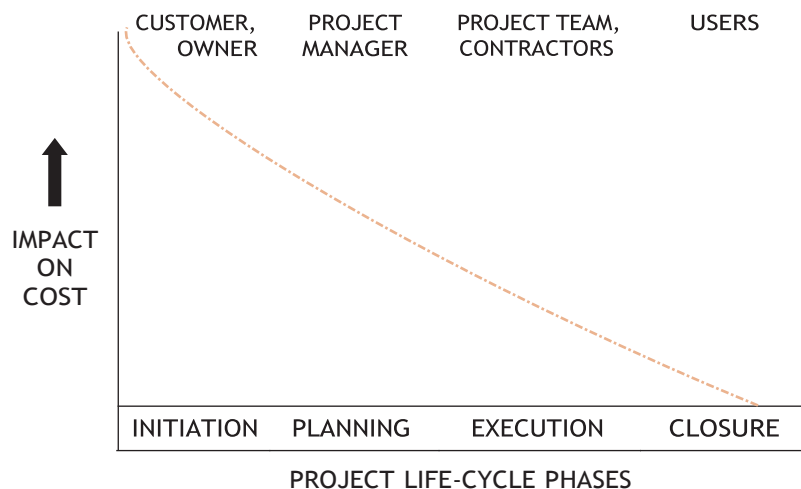 CUSTOMER,
OWNER
PROJECT
MANAGER
PROJECT TEAM,
CONTRACTORS
USERS
IMPACT
ON
COST
INITIATION
PLANNING
EXECUTION
CLOSURE
PROJECT LIFE-CYCLE PHASES